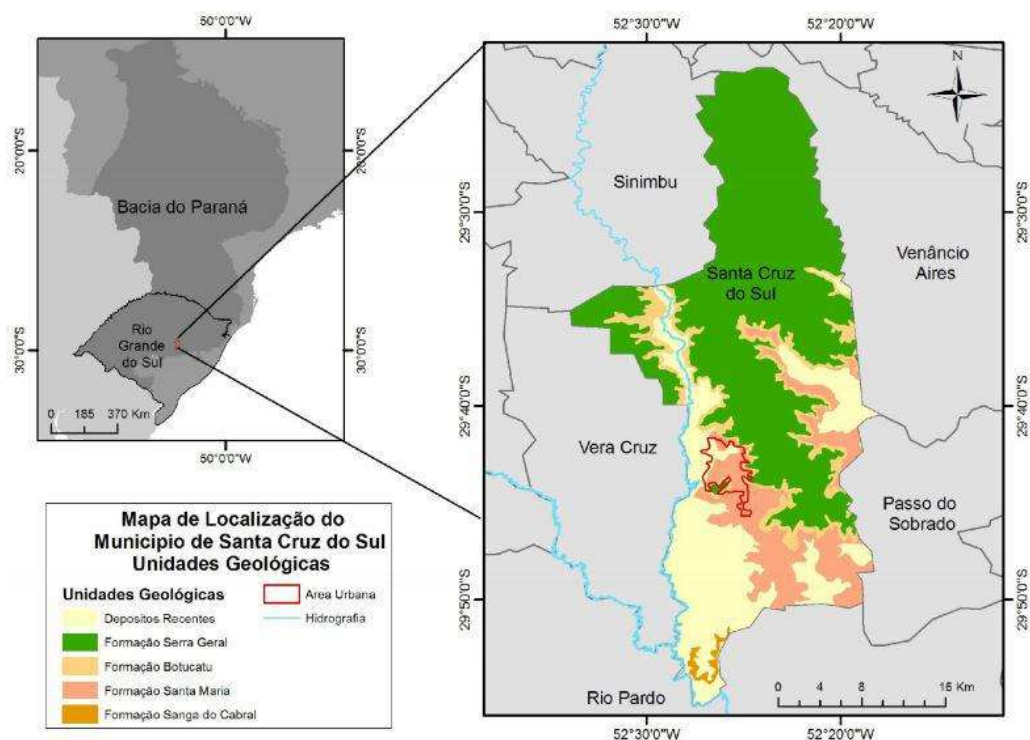 50°0'0"W
20°0'0"S
20°0'0"S
Bacia do Paraná
Rio
Grande
do Sul
30°0'0"S
30°0'0"S
0 185 370 Km
50°0'0"W
52°30'0"W
52°20'0"W
N
Sinimbu
29°30'0"S
29°30'0"S
Venâncio
Aires
Santa Cruz
do Sul
29°40'0"S
29°40'0"S
Vera Cruz
Passo do
Sobrado
29°50'0"S
29°50'0"S
Rio Pardo
0 4 8 16 Km
52°30'0"W
52°20'0"W
Mapa de Localização do
Municipio de Santa Cruz do Sul
Unidades Geológicas
Unidades Geológicas
Depositos Recentes
Formação Serra Geral
Formação Botucatu
Formação Santa Maria
Formação Sanga do Cabral
Area Urbana
Hidrografia